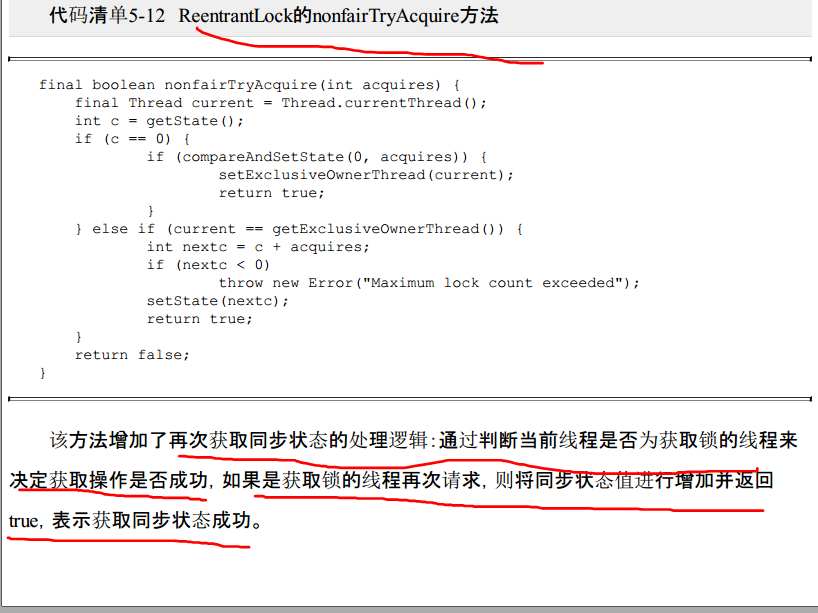 代码清单5-12 ReentrantLock的nonfairTryAcquire方法
final boolean nonfairTryAcquire(int acquires) {
    final Thread current = Thread.currentThread();
    int c = getState();
    if (c == 0) {
            if (compareAndSetState(0, acquires)) {
                    setExclusiveOwnerThread(current);
                    return true;
            }
    } else if (current == getExclusiveOwnerThread()) {
            int nextc = c + acquires;
            if (nextc < 0)
                    throw new Error("Maximum lock count exceeded");
            setState(nextc);
            return true;
    }
    return false;
}
该方法增加了再次获取同步状态的处理逻辑:通过判断当前线程是否为获取锁的线程来
决定获取操作是否成功, 如果是获取锁的线程再次请求, 则将同步状态值进行增加并返回
true, 表示获取同步状态成功。